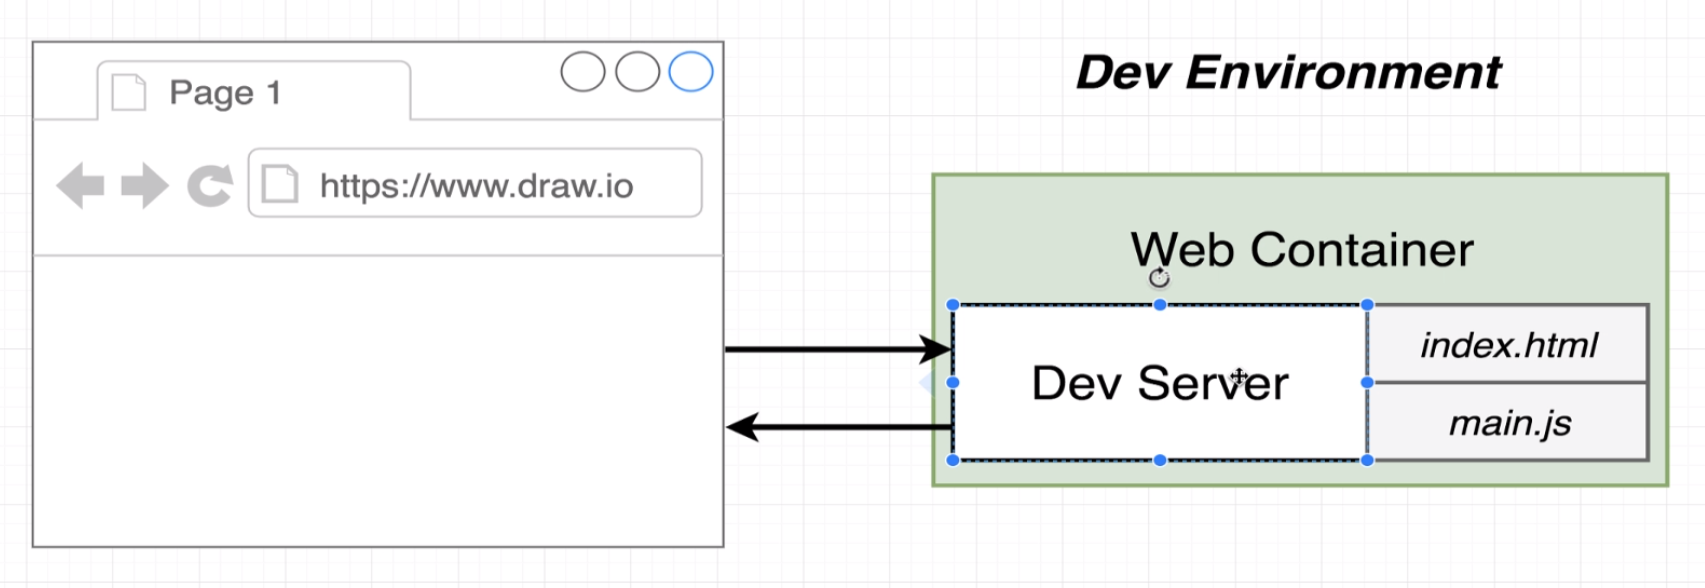 Page 1
https://www.draw.io
Dev Environment
Web Container
Dev Server
index.html
main.js